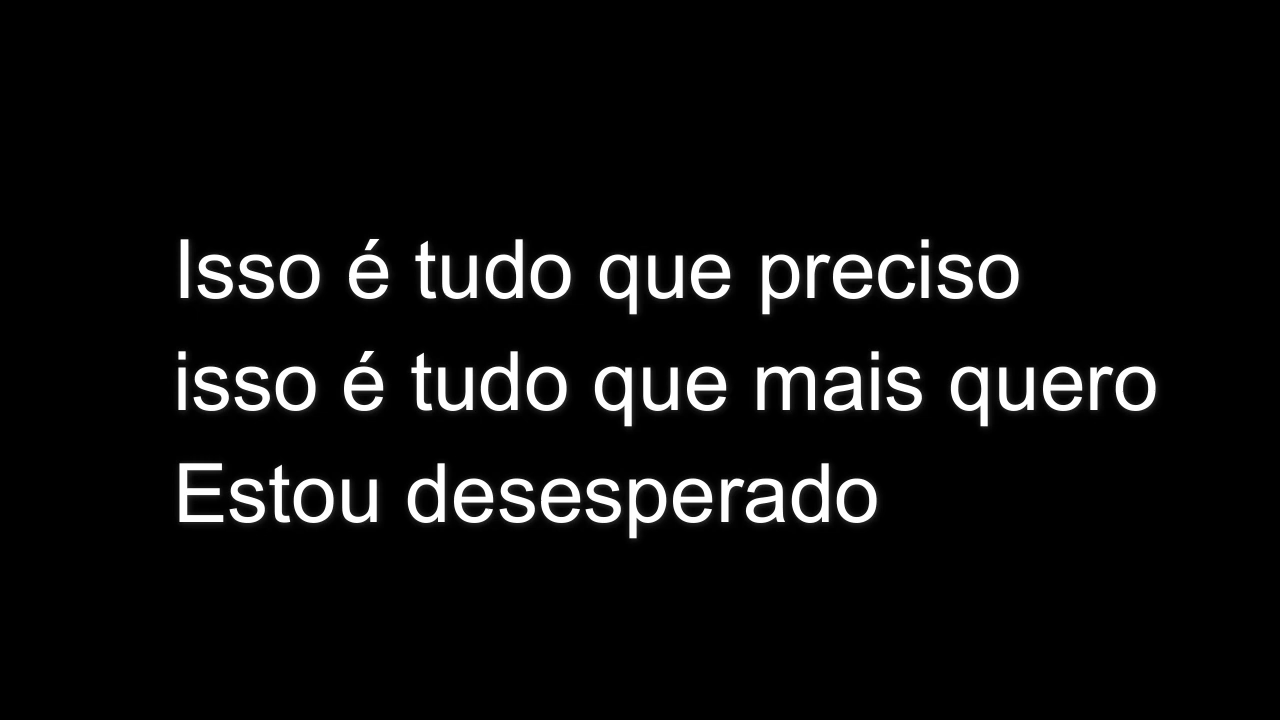 Isso é tudo que preciso
isso é tudo que mais quero
Estou desesperado